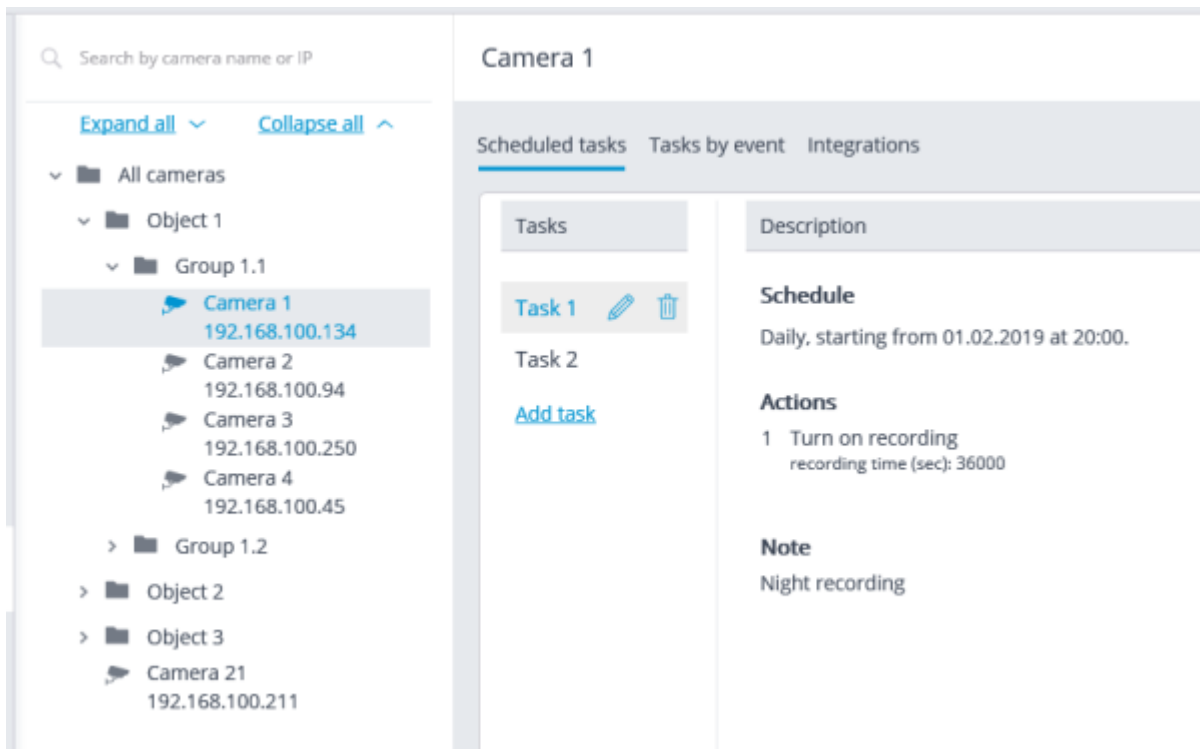 Search by camera name or IP
Expand all
Collapse all
All cameras
Object 1
Group 1.1
Camera 1
192.168.100.134
Camera 2
192.168.100.94
Camera 3
192.168.100.250
Camera 4
192.168.100.45
Group 1.2
Object 2
Object 3
Camera 21
192.168.100.211
Camera 1
Scheduled tasks
Tasks by event
Integrations
Tasks
Task 1
Task 2
Add task
Description
Schedule
Daily, starting from 01.02.2019 at 20:00.
Actions
1 Turn on recording
recording time (sec): 36000
Note
Night recording